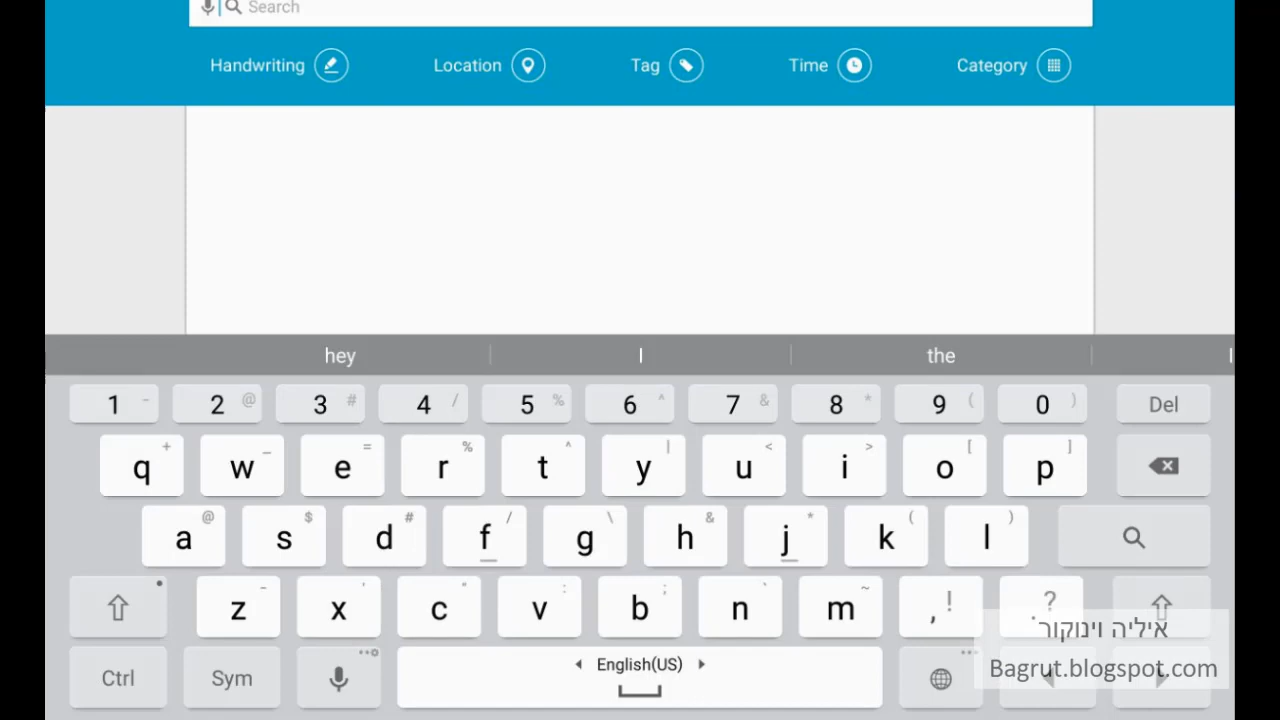 Search
Handwriting Location Tag Time Category
hey I the I
1 - 2 @ 3 # 4 / 5 % 6 ^ 7 & 8 * 9 ( 0 ) Del
q + w _ e = r % t ^ y | u < i > o [ p ]
a @ s $ d # f / g \ h & j * k ( l )
z - x ' c " v : b ; n ` m ~ , ! . ?
איליה וינוקור
Ctrl Sym English(US)
Bagrut.blogspot.com